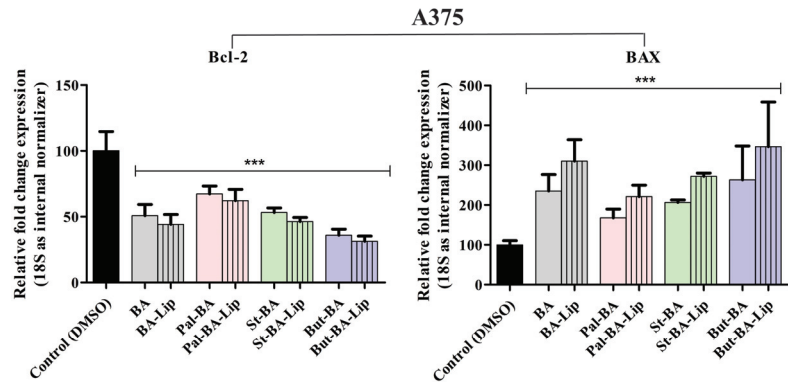 A375
Bcl-2
Relative fold change expression
(18S as internal normalizer)
150
100
50
0
***
Control (DMSO)
BA
BA-Lip
Pal-BA
Pal-BA-Lip
St-BA
St-BA-Lip
But-BA
But-BA-Lip
BAX
Relative fold change expression
(18S as internal normalizer)
500
400
300
200
100
0
***
Control (DMSO)
BA
BA-Lip
Pal-BA
Pal-BA-Lip
St-BA
St-BA-Lip
But-BA
But-BA-Lip